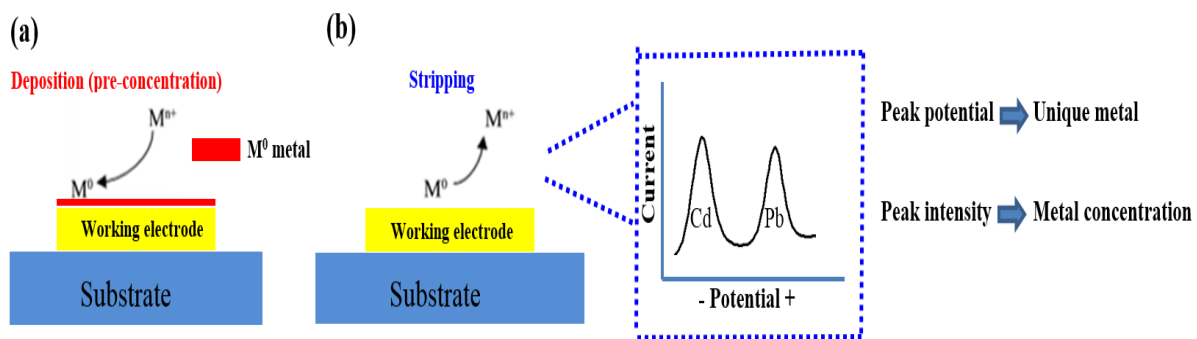 (a)
Deposition (pre-concentration)
Mⁿ⁺
M⁰ metal
M⁰
Working electrode
Substrate
(b)
Stripping
Mⁿ⁺
M⁰
Working electrode
Substrate
Current
Cd
Pb
- Potential +
Peak potential
Unique metal
Peak intensity
Metal concentration